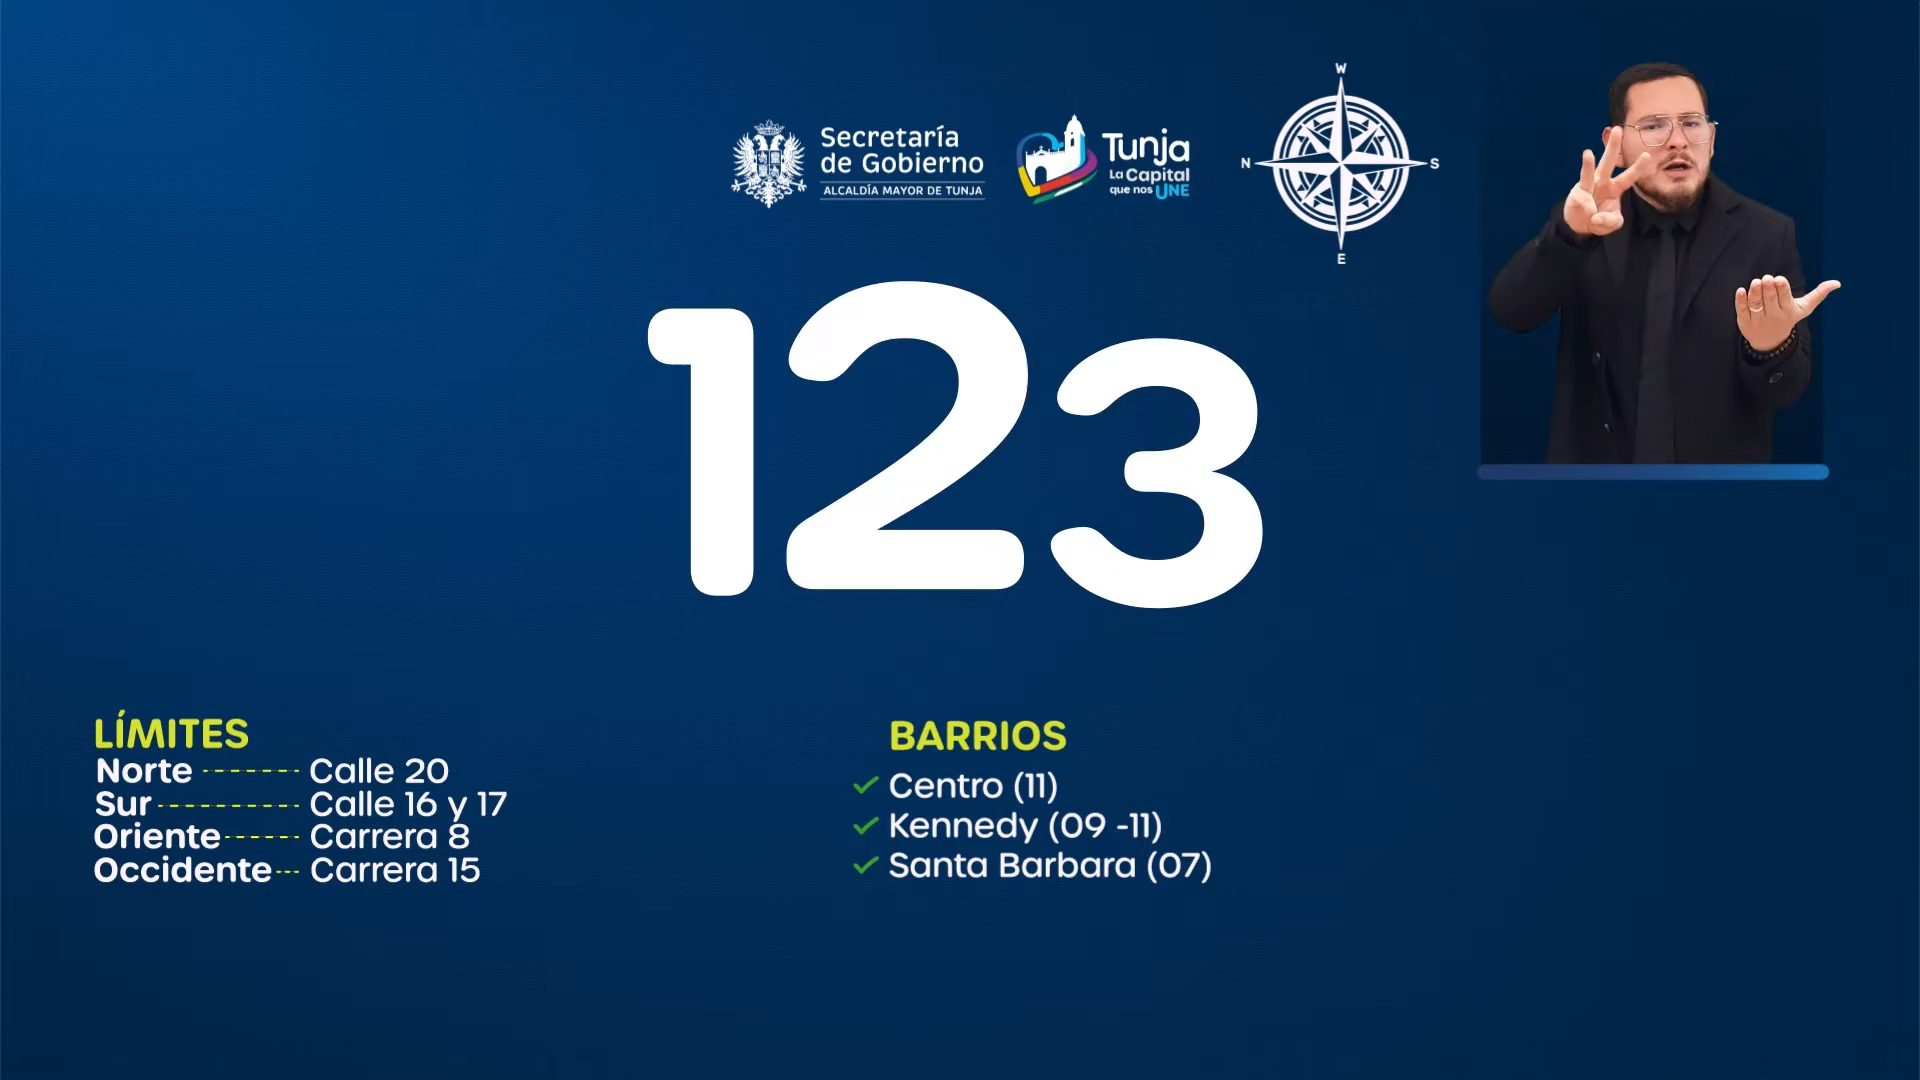 Secretaría
de Gobierno
ALCALDÍA MAYOR DE TUNJA
Tunja
La Capital
que nos UNE
W
N
S
E
123
LÍMITES
Norte ------- Calle 20
Sur ---------- Calle 16 y 17
Oriente ------ Carrera 8
Occidente --- Carrera 15
BARRIOS
Centro (11)
Kennedy (09 -11)
Santa Barbara (07)